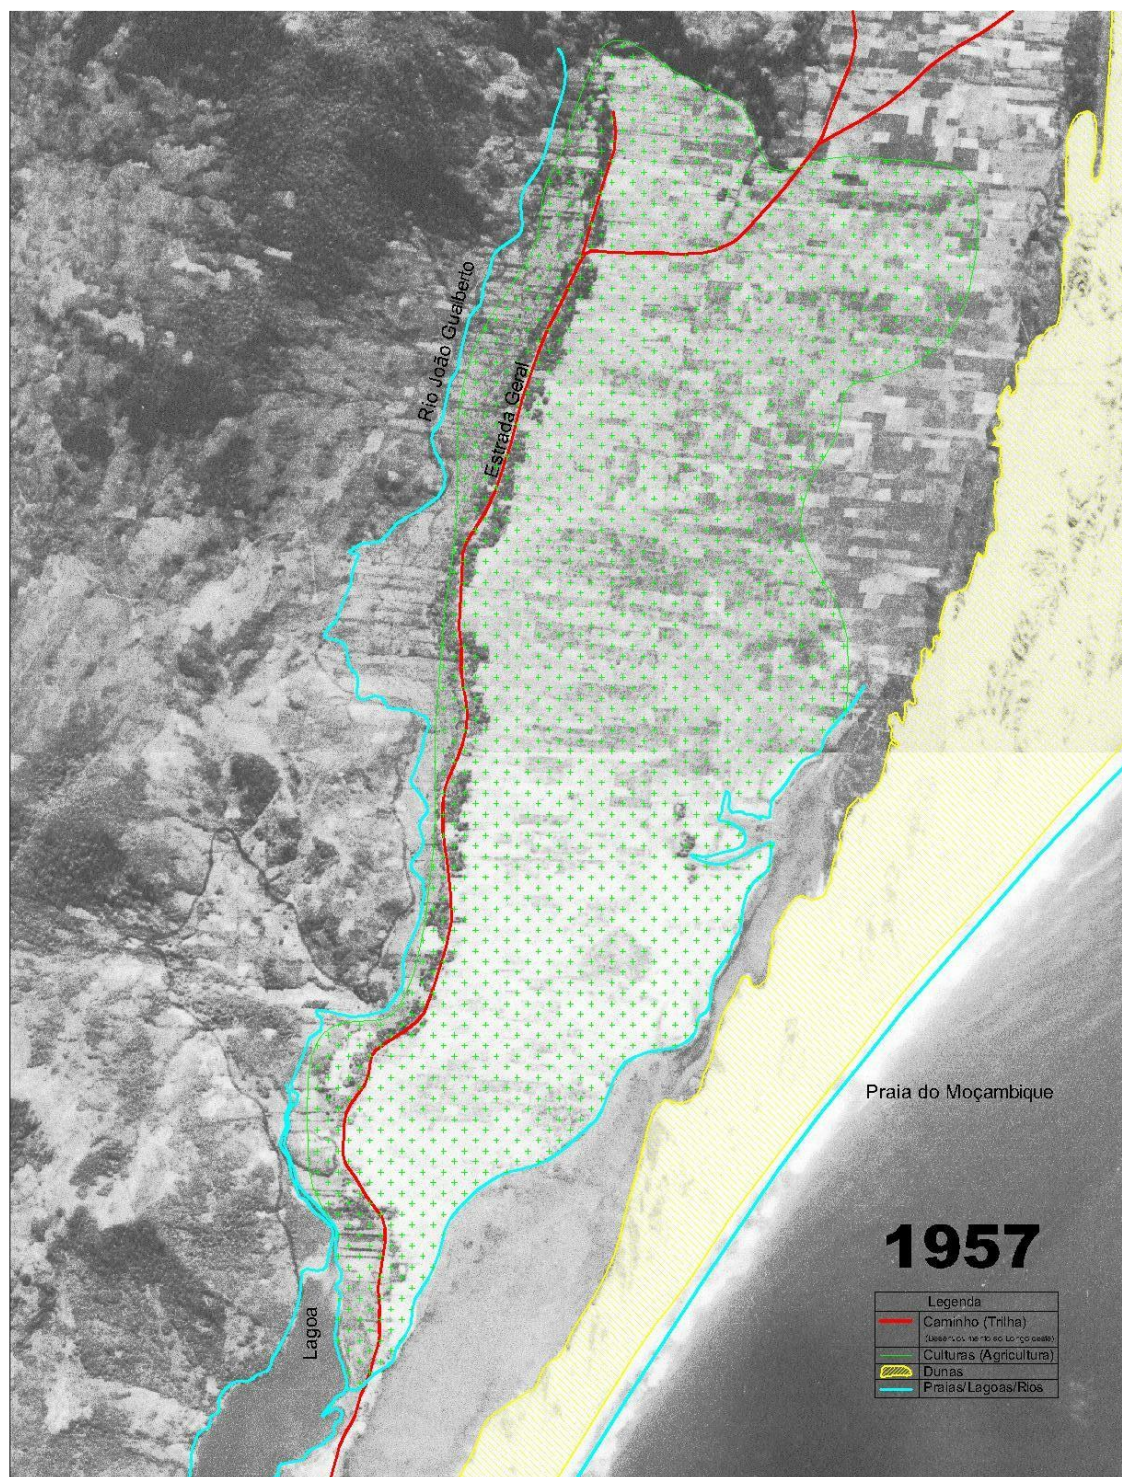 Rio João Gualberto
Estrada Geral
Praia do Moçambique
1957
Lagoa
Legenda
Caminho (Trilha)
Culturas (Agricultura)
Dunas
Praias/Lagoas/Rios